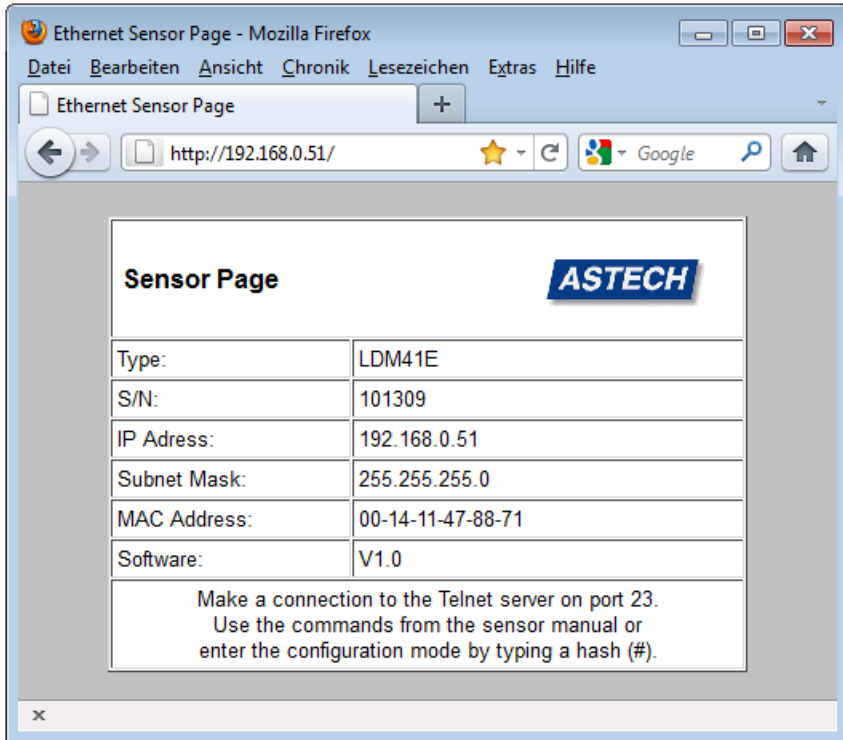 Ethernet Sensor Page - Mozilla Firefox
Datei Bearbeiten Ansicht Chronik Lesezeichen Extras Hilfe
Ethernet Sensor Page
http://192.168.0.51/ Google
Sensor Page ASTECH
Type: LDM41E
S/N: 101309
IP Adress: 192.168.0.51
Subnet Mask: 255.255.255.0
MAC Address: 00-14-11-47-88-71
Software: V1.0
Make a connection to the Telnet server on port 23.
Use the commands from the sensor manual or
enter the configuration mode by typing a hash (#).